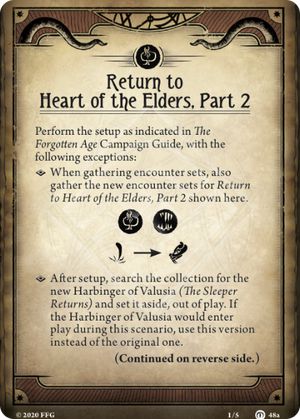 Return to
Heart of the Elders, Part 2
Perform the setup as indicated in The
Forgotten Age Campaign Guide, with the
following exceptions:
When gathering encounter sets, also
gather the new encounter sets for Return
to Heart of the Elders, Part 2 shown here.
After setup, search the collection for the
new Harbinger of Valusia (The Sleeper
Returns) and set it aside, out of play. If
the Harbinger of Valusia would enter
play during this scenario, use this version
instead of the original one.
(Continued on reverse side.)
© 2020 FFG
1/5
48a